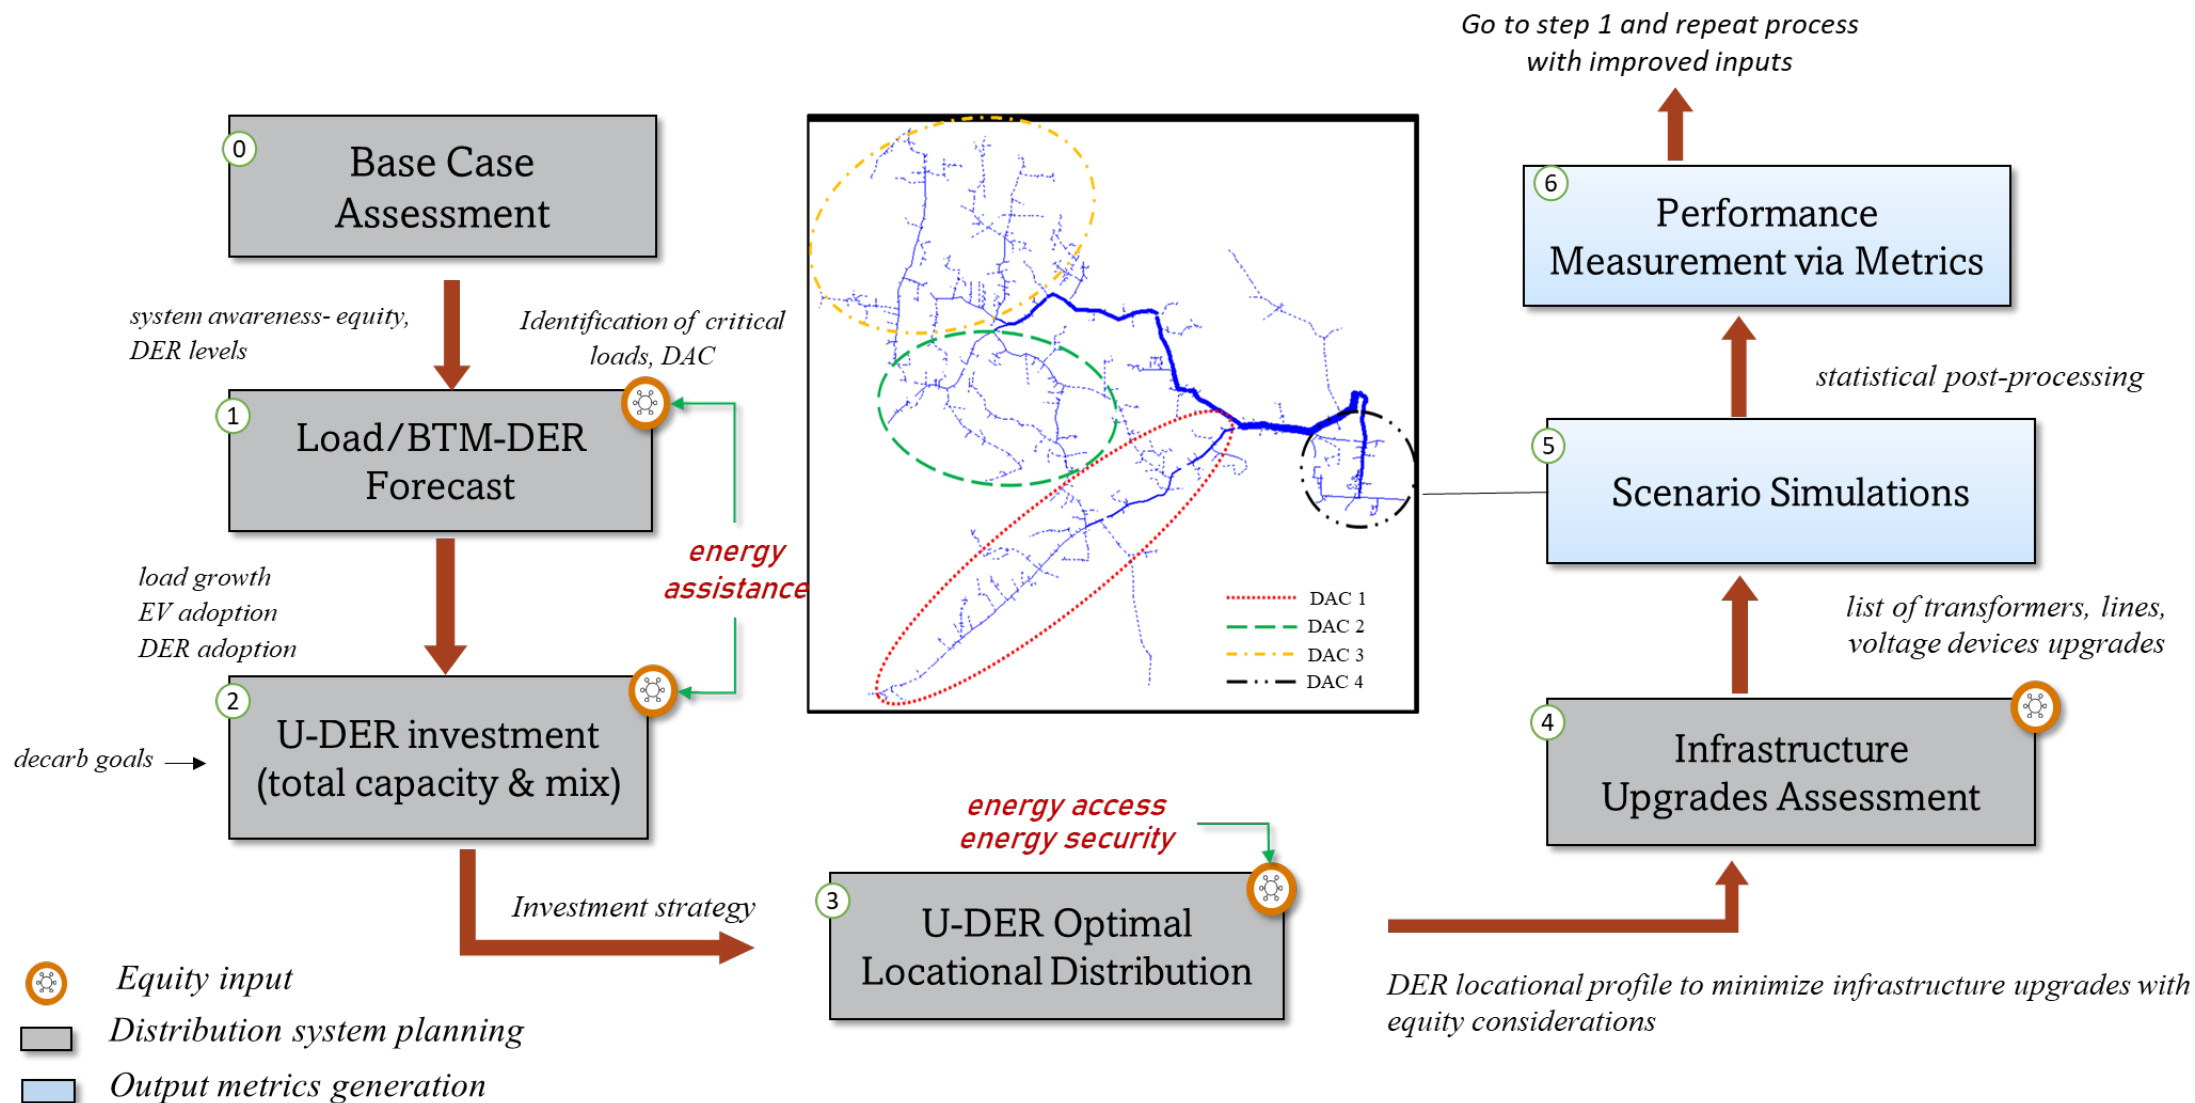 Go to step 1 and repeat process
with improved inputs
0
Base Case
Assessment
system awareness- equity,
DER levels
Identification of critical
loads, DAC
1
Load/BTM-DER
Forecast
energy
assistance
load growth
EV adoption
DER adoption
2
U-DER investment
(total capacity & mix)
decarb goals
Investment strategy
DAC 1
DAC 2
DAC 3
DAC 4
energy access
energy security
3
U-DER Optimal
Locational Distribution
DER locational profile to minimize infrastructure upgrades with
equity considerations
4
Infrastructure
Upgrades Assessment
list of transformers, lines,
voltage devices upgrades
5
Scenario Simulations
statistical post-processing
6
Performance
Measurement via Metrics
Equity input
Distribution system planning
Output metrics generation